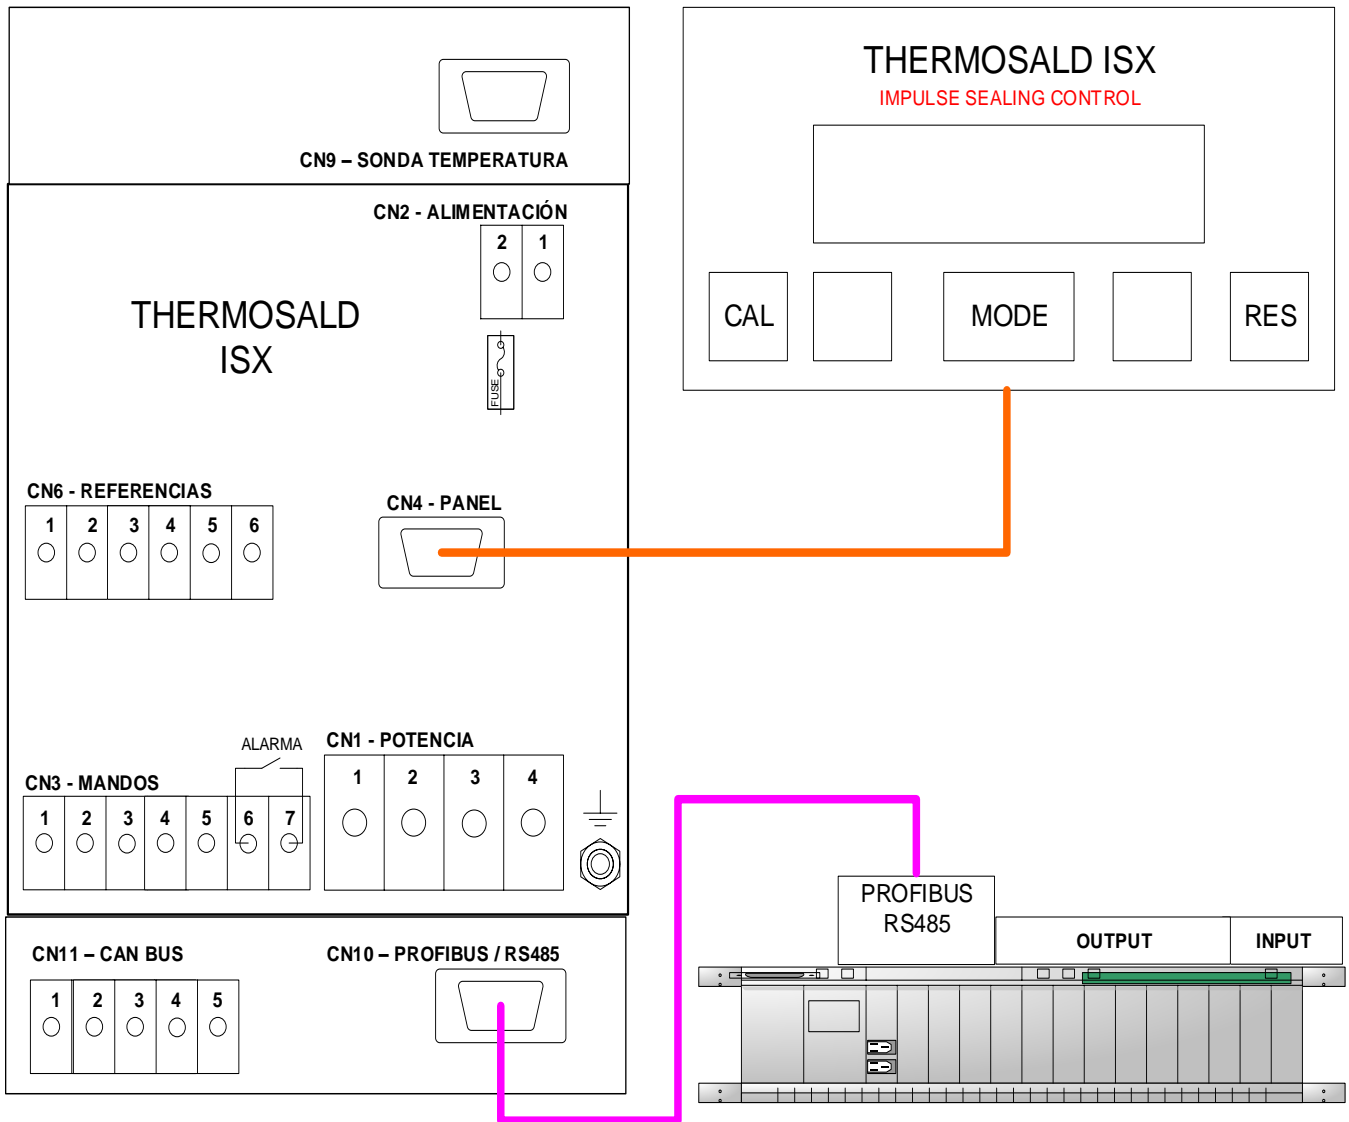 CN9 – SONDA TEMPERATURA
CN2 - ALIMENTACIÓN
2 1
THERMOSALD
ISX
FUSE
CN6 - REFERENCIAS
1 2 3 4 5 6
CN4 - PANEL
ALARMA
CN3 - MANDOS
1 2 3 4 5 6 7
CN1 - POTENCIA
1 2 3 4
CN11 – CAN BUS
1 2 3 4 5
CN10 – PROFIBUS / RS485
THERMOSALD ISX
IMPULSE SEALING CONTROL
CAL MODE RES
PROFIBUS
RS485
OUTPUT
INPUT